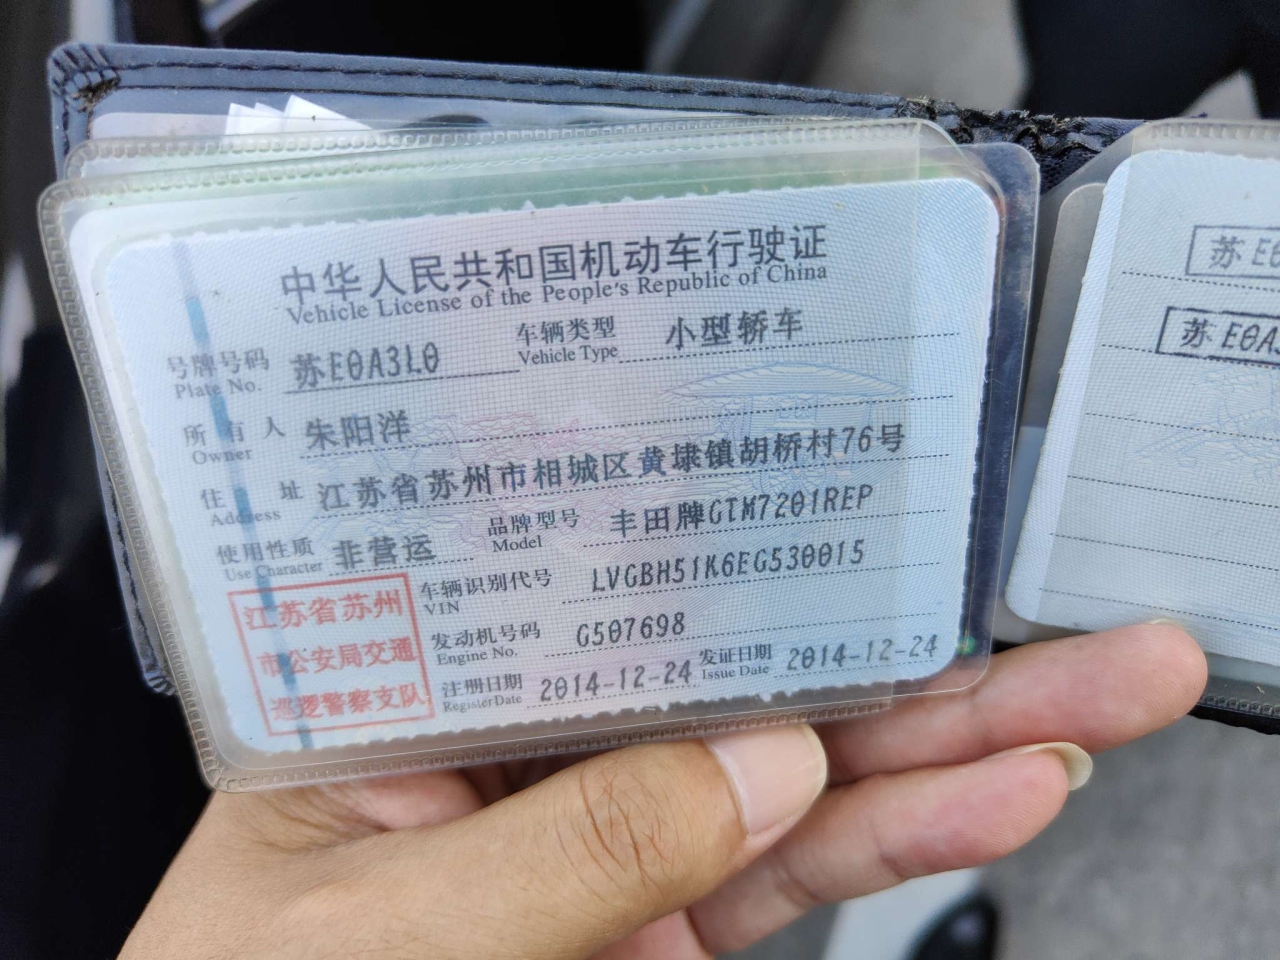 中华人民共和国机动车行驶证
Vehicle License of the People's Republic of China
号牌号码 苏E0A3L0 车辆类型 小型轿车
Plate No. Vehicle Type
所有人 朱阳洋
Owner
住址 江苏省苏州市相城区黄埭镇胡桥村76号
Address
使用性质 非营运 品牌型号 丰田牌GTM7201REP
Use Character Model
江苏省苏州
市公安局交通
巡逻警察支队
车辆识别代号 LVGBH51K6EG530015
VIN
发动机号码 G507698
Engine No.
注册日期 2014-12-24 发证日期 2014-12-24
Register Date Issue Date
苏E0
苏E0A3